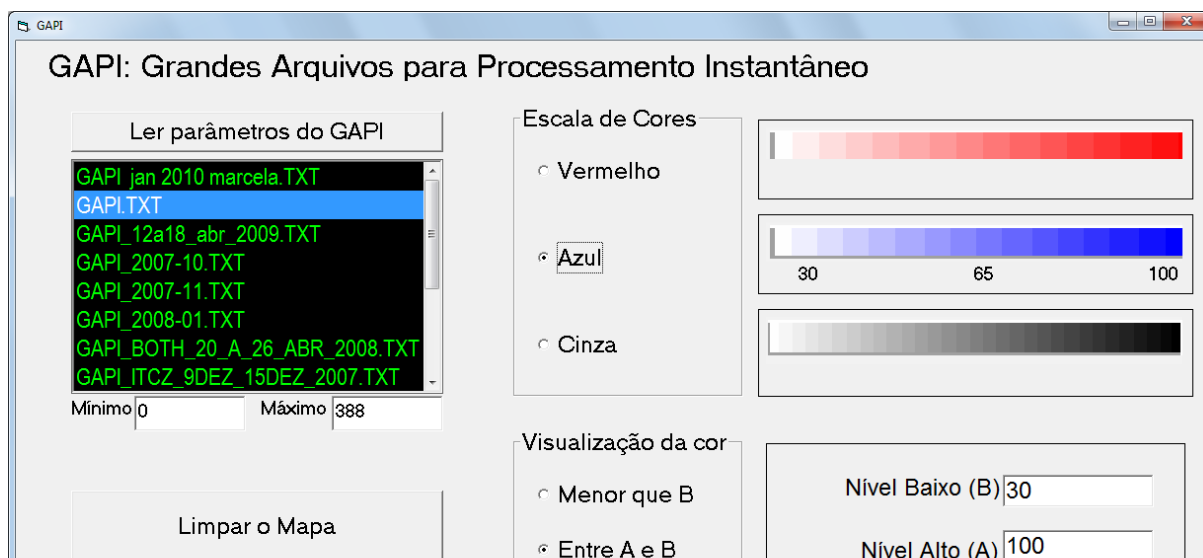 GAPI
GAPI: Grandes Arquivos para Processamento Instantâneo
Ler parâmetros do GAPI
GAPI jan 2010 marcela.TXT
GAPI.TXT
GAPI_12a18_abr_2009.TXT
GAPI_2007-10.TXT
GAPI_2007-11.TXT
GAPI_2008-01.TXT
GAPI_BOTH_20_A_26_ABR_2008.TXT
GAPI_ITCZ_9DEZ_15DEZ_2007.TXT
Mínimo 0 Máximo 388
Limpar o Mapa
Escala de Cores
Vermelho
Azul
Cinza
30 65 100
Visualização da cor
Menor que B
Entre A e B
Nível Baixo (B) 30
Nível Alto (A) 100